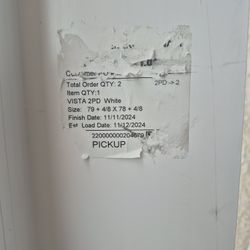 Total Order QTY: 2 2PD -> 2
Item QTY:1
VISTA 2PD White
Size: 79 + 4/8 X 78 + 4/8
Finish Date: 11/11/2024
Est Load Date: 11/12/2024
PICKUP